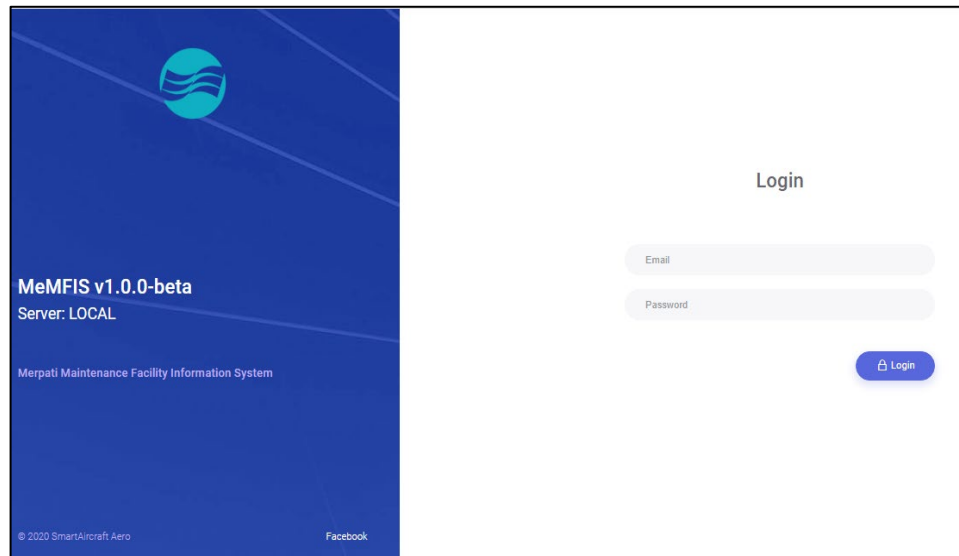 MeMFIS v1.0.0-beta
Server: LOCAL
Merpati Maintenance Facility Information System
© 2020 SmartAircraft Aero
Facebook
Login
Email
Password
Login